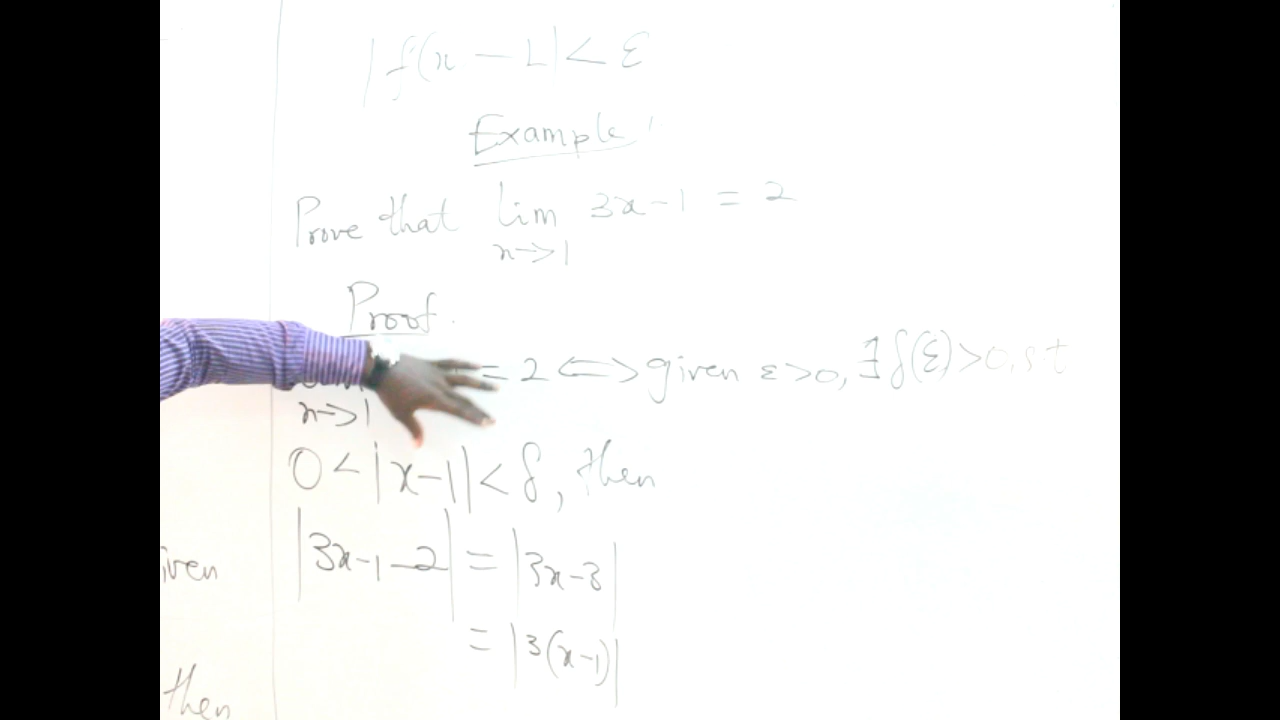 |f(x - L| < ε
Example 1
Prove that lim 3x-1 = 2
x->1
Proof.
= 2 <=> given ε>0, ∃ δ(ε)>0, s.t
x->1
0 < |x-1| < δ, then
|3x-1-2| = |3x-3|
= |3(x-1)|
iven
then